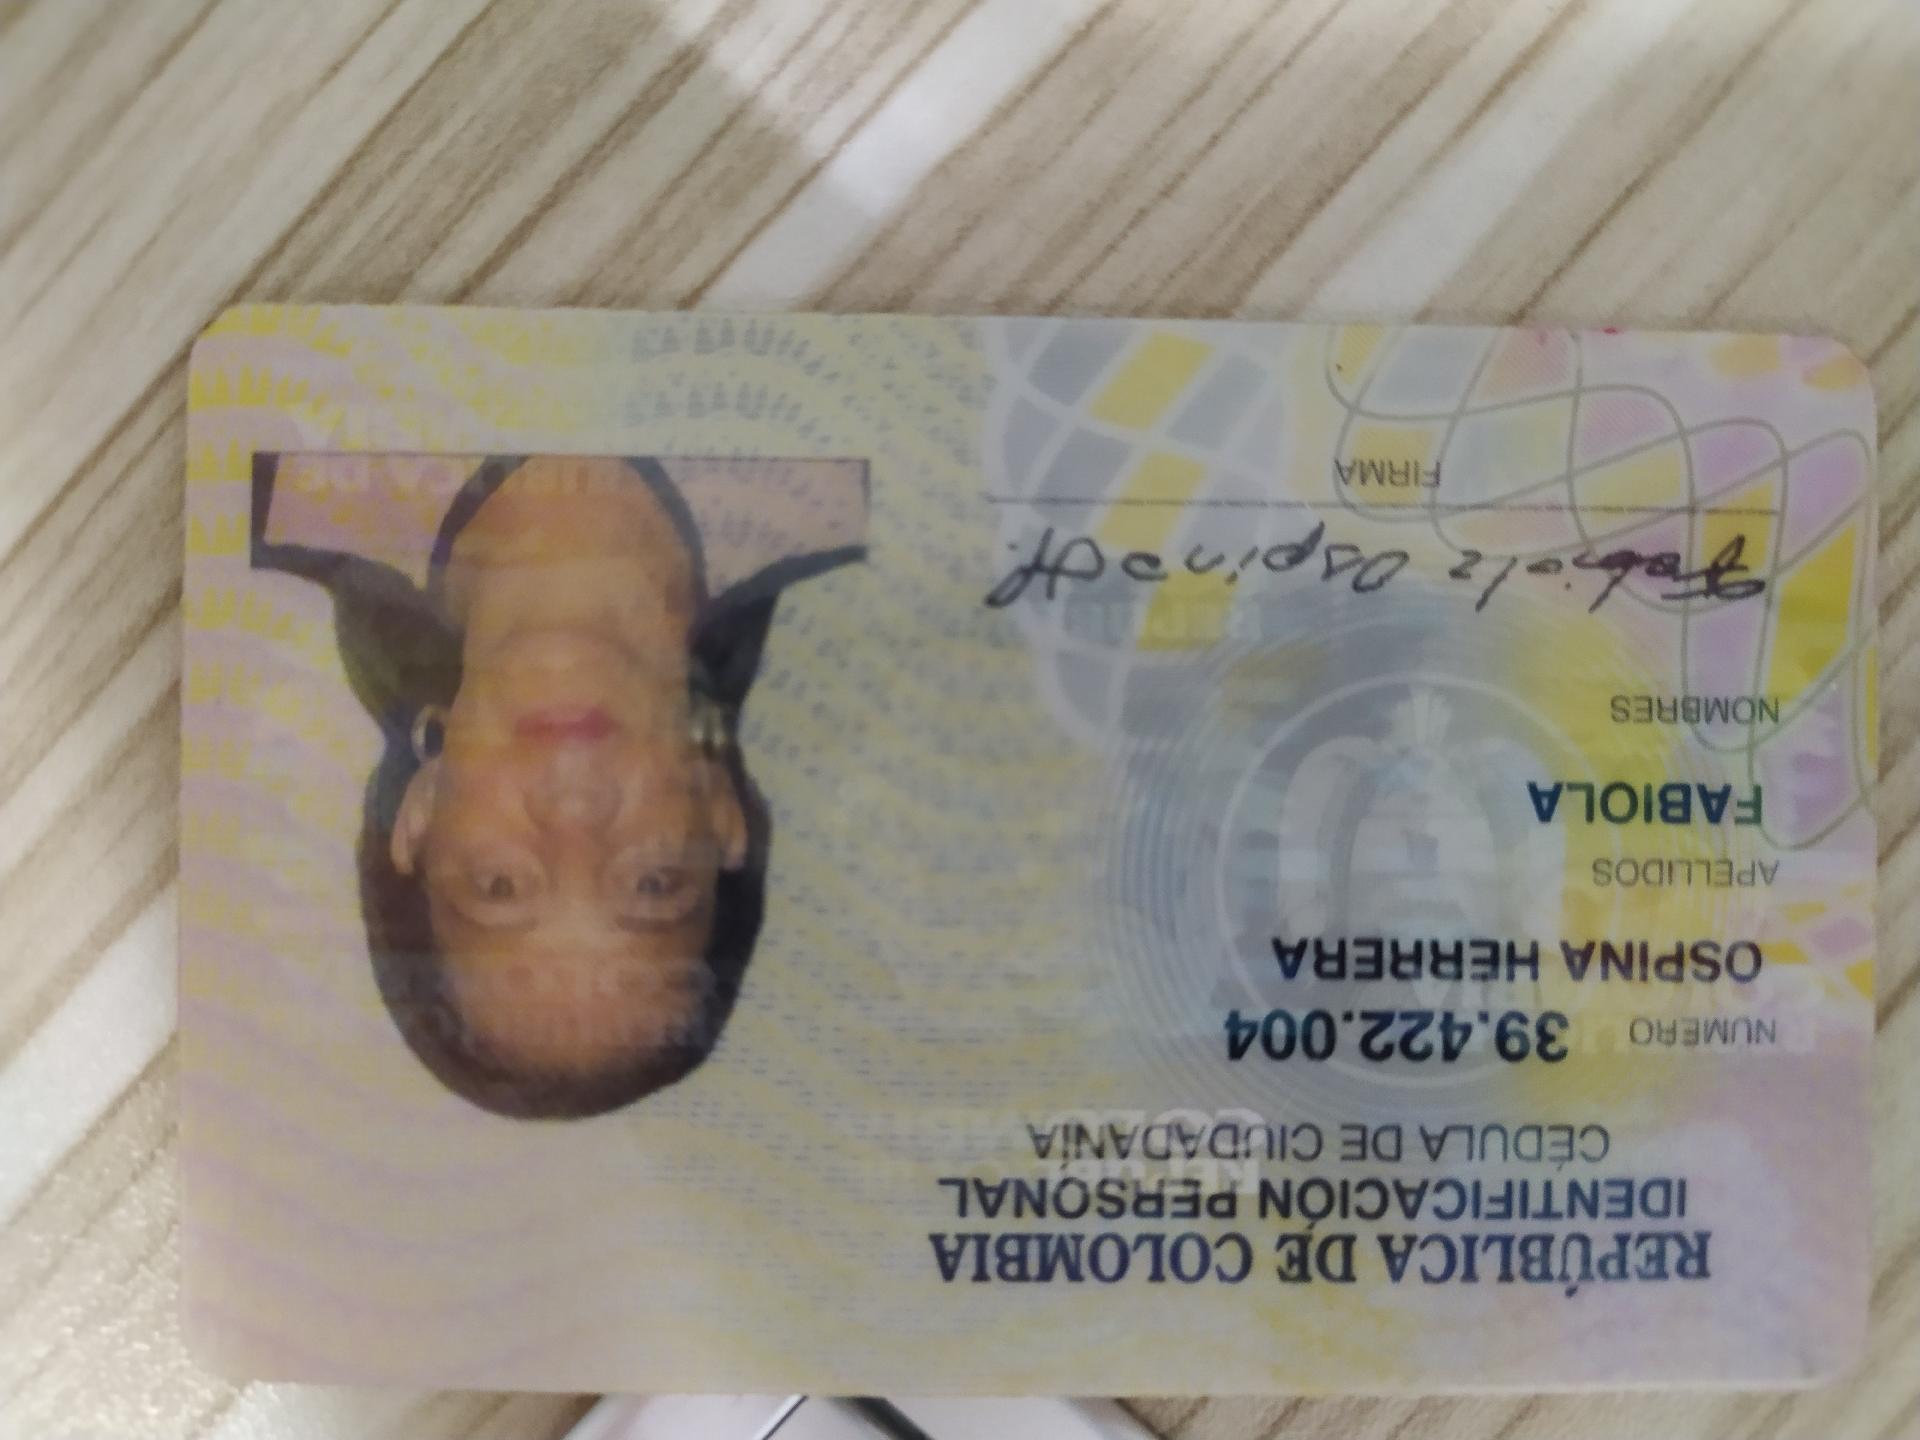 REPÚBLICA DE COLOMBIA
IDENTIFICACIÓN PERSONAL
CÉDULA DE CIUDADANÍA
NUMERO 39.422.004
OSPINA HERRERA
APELLIDOS
FABIOLA
NOMBRES
Fabiola Ospina H.
FIRMA